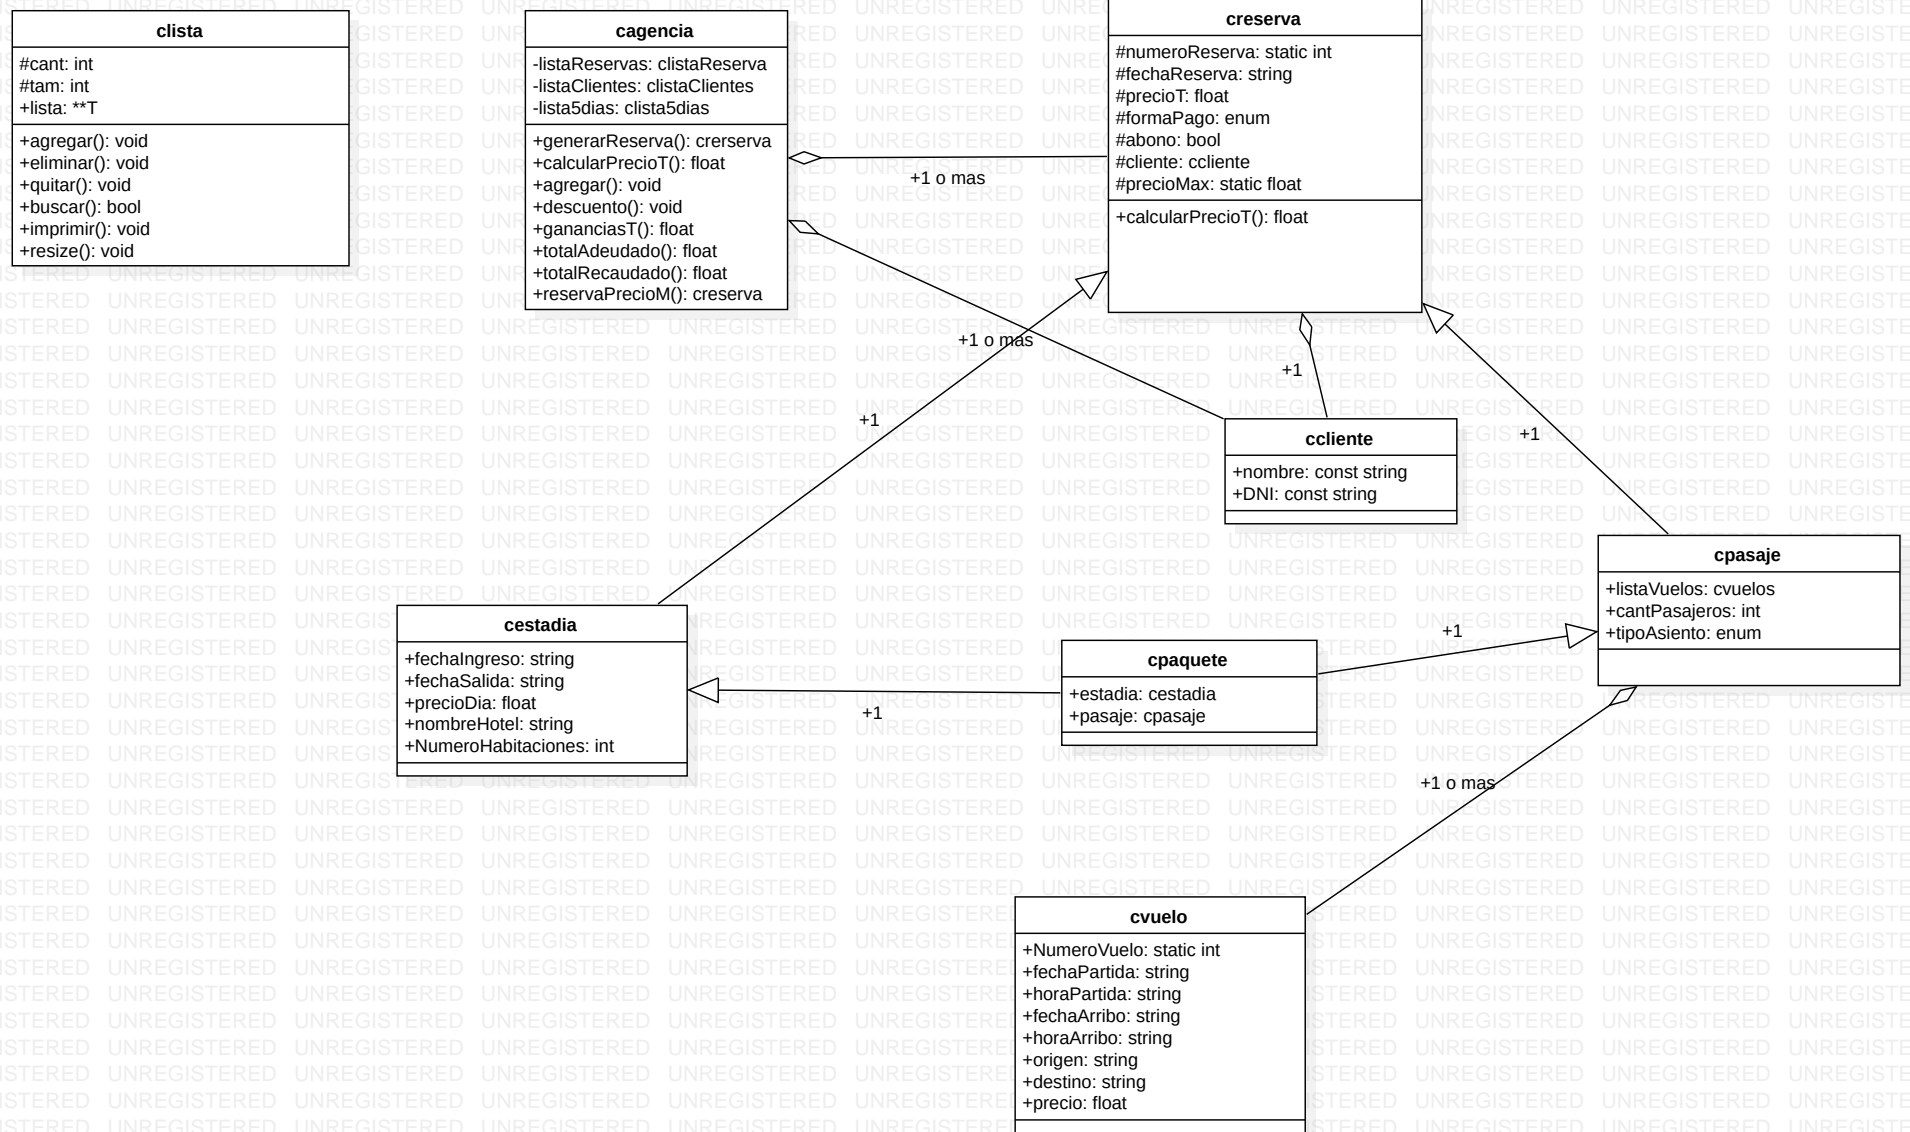 clista
#cant: int
#tam: int
+lista: **T
+agregar(): void
+eliminar(): void
+quitar(): void
+buscar(): bool
+imprimir(): void
+resize(): void
cagencia
-listaReservas: clistaReserva
-listaClientes: clistaClientes
-lista5dias: clista5dias
+generarReserva(): crerserva
+calcularPrecioT(): float
+agregar(): void
+descuento(): void
+gananciasT(): float
+totalAdeudado(): float
+totalRecaudado(): float
+reservaPrecioM(): creserva
creserva
#numeroReserva: static int
#fechaReserva: string
#precioT: float
#formaPago: enum
#abono: bool
#cliente: ccliente
#precioMax: static float
+calcularPrecioT(): float
+1 o mas
+1 o mas
+1
+1
+1
ccliente
+nombre: const string
+DNI: const string
cpasaje
+listaVuelos: cvuelos
+cantPasajeros: int
+tipoAsiento: enum
cestadia
+fechaIngreso: string
+fechaSalida: string
+precioDia: float
+nombreHotel: string
+NumeroHabitaciones: int
+1
cpaquete
+estadia: cestadia
+pasaje: cpasaje
+1
+1 o mas
cvuelo
+NumeroVuelo: static int
+fechaPartida: string
+horaPartida: string
+fechaArribo: string
+horaArribo: string
+origen: string
+destino: string
+precio: float
UNREGISTERED